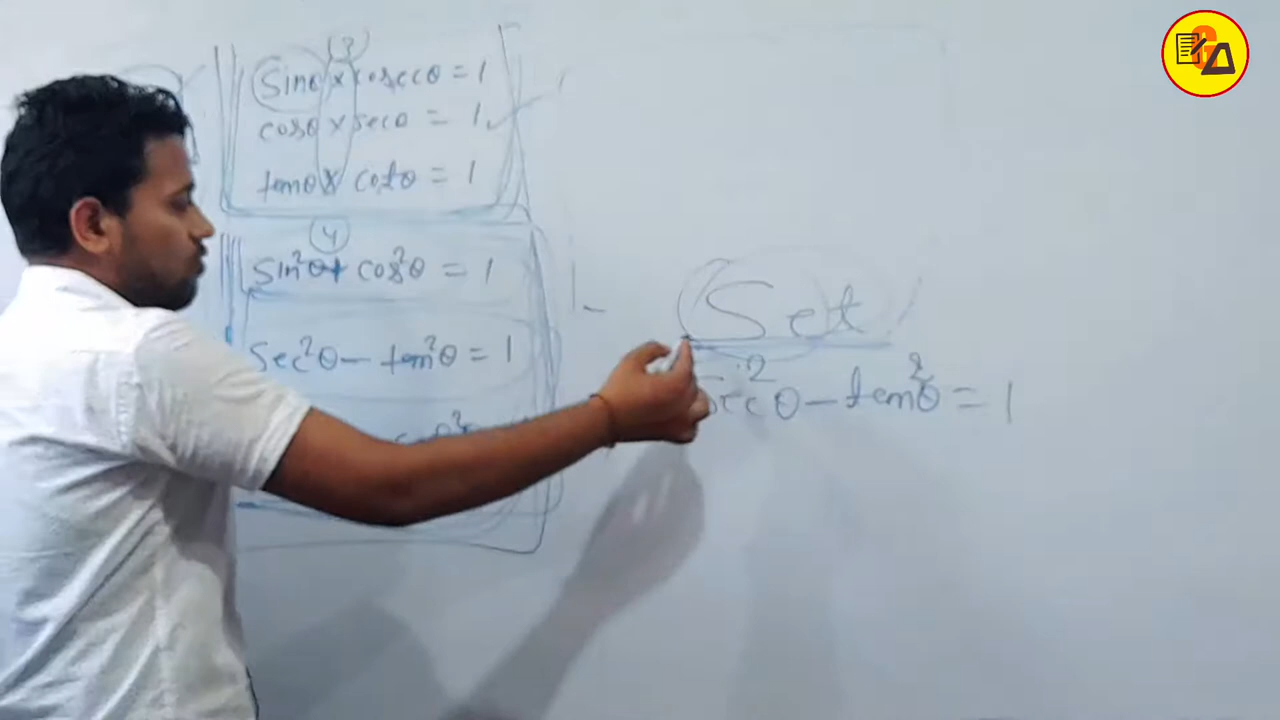 (3)
Sinθ × cosecθ = 1
cosθ × secθ = 1
tanθ × cotθ = 1
4
Sin²θ + cos²θ = 1
Sec²θ - tan²θ = 1
Set
Sec²θ - tan²θ = 1